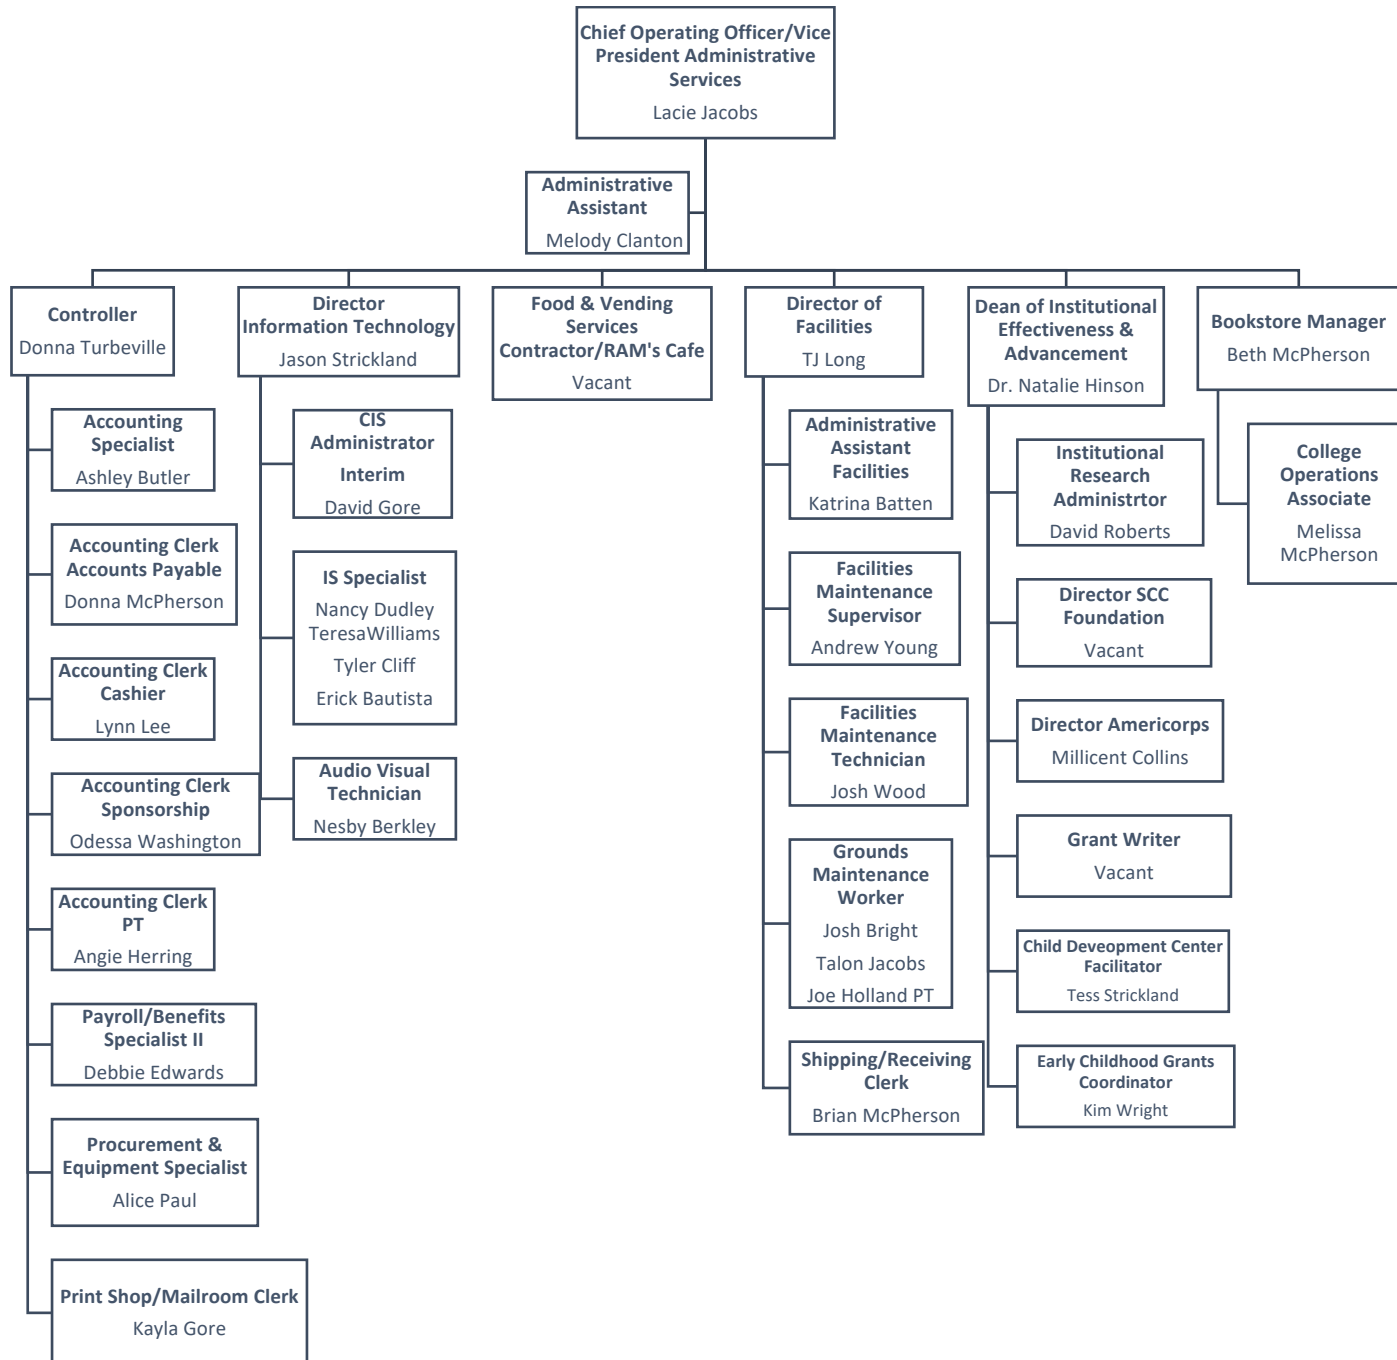 Chief Operating Officer/Vice
President Administrative
Services
Lacie Jacobs
Administrative
Assistant
Melody Clanton
Controller
Donna Turbeville
Accounting
Specialist
Ashley Butler
Accounting Clerk
Accounts Payable
Donna McPherson
Accounting Clerk
Cashier
Lynn Lee
Accounting Clerk
Sponsorship
Odessa Washington
Accounting Clerk
PT
Angie Herring
Payroll/Benefits
Specialist II
Debbie Edwards
Procurement &
Equipment Specialist
Alice Paul
Print Shop/Mailroom Clerk
Kayla Gore
Director
Information Technology
Jason Strickland
CIS
Administrator
Interim
David Gore
IS Specialist
Nancy Dudley
TeresaWilliams
Tyler Cliff
Erick Bautista
Audio Visual
Technician
Nesby Berkley
Food & Vending
Services
Contractor/RAM's Cafe
Vacant
Director of
Facilities
TJ Long
Administrative
Assistant
Facilities
Katrina Batten
Facilities
Maintenance
Supervisor
Andrew Young
Facilities
Maintenance
Technician
Josh Wood
Grounds
Maintenance
Worker
Josh Bright
Talon Jacobs
Joe Holland PT
Shipping/Receiving
Clerk
Brian McPherson
Dean of Institutional
Effectiveness &
Advancement
Dr. Natalie Hinson
Institutional
Research
Administrtor
David Roberts
Director SCC
Foundation
Vacant
Director Americorps
Millicent Collins
Grant Writer
Vacant
Child Deveopment Center
Facilitator
Tess Strickland
Early Childhood Grants
Coordinator
Kim Wright
Bookstore Manager
Beth McPherson
College
Operations
Associate
Melissa
McPherson